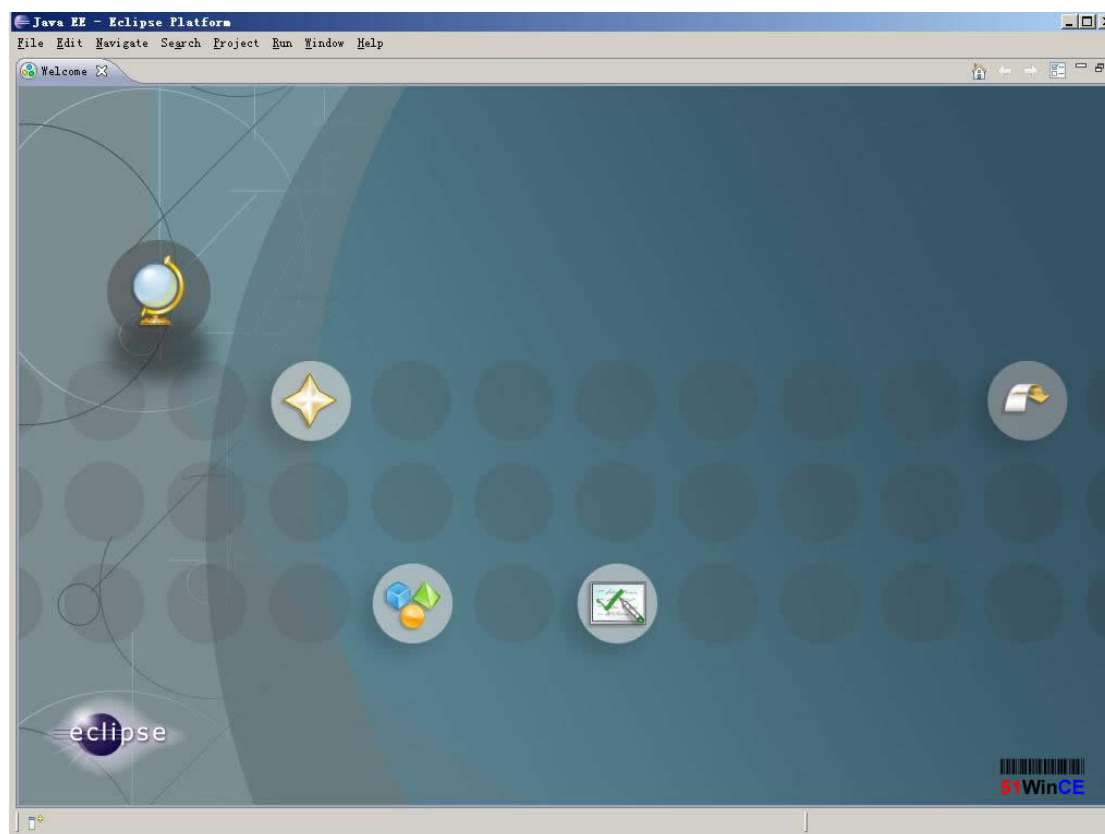 Java EE - Eclipse Platform
File Edit Navigate Search Project Run Window Help
Welcome
eclipse
51WinCE